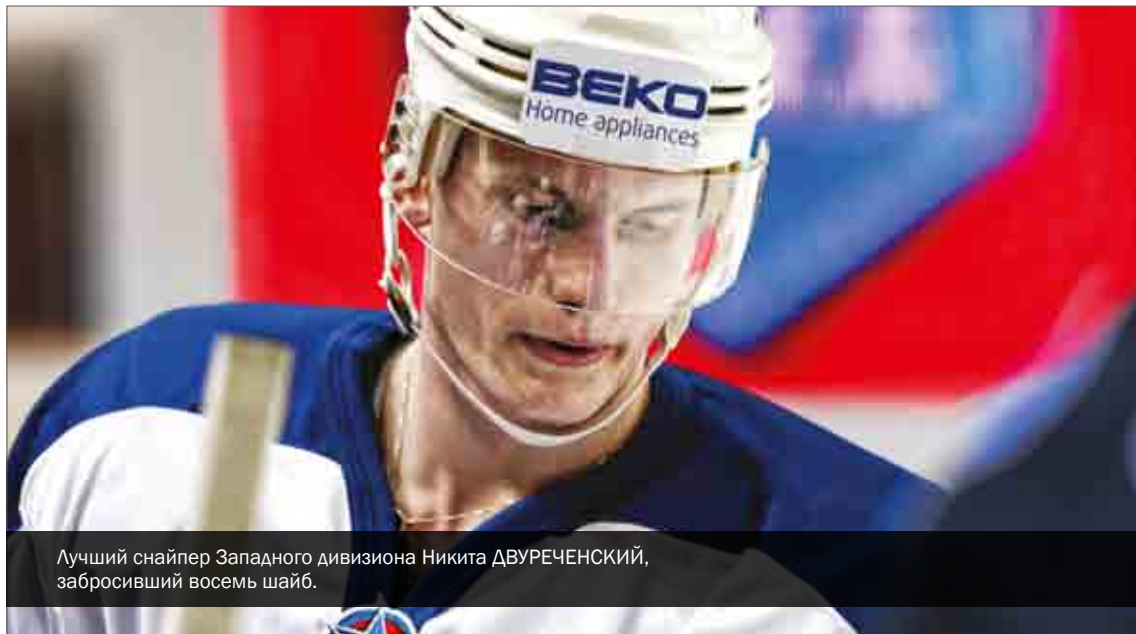 BEKO
Home appliances
Лучший снайпер Западного дивизиона Никита ДВУРЕЧЕНСКИЙ,
забросивший восемь шайб.